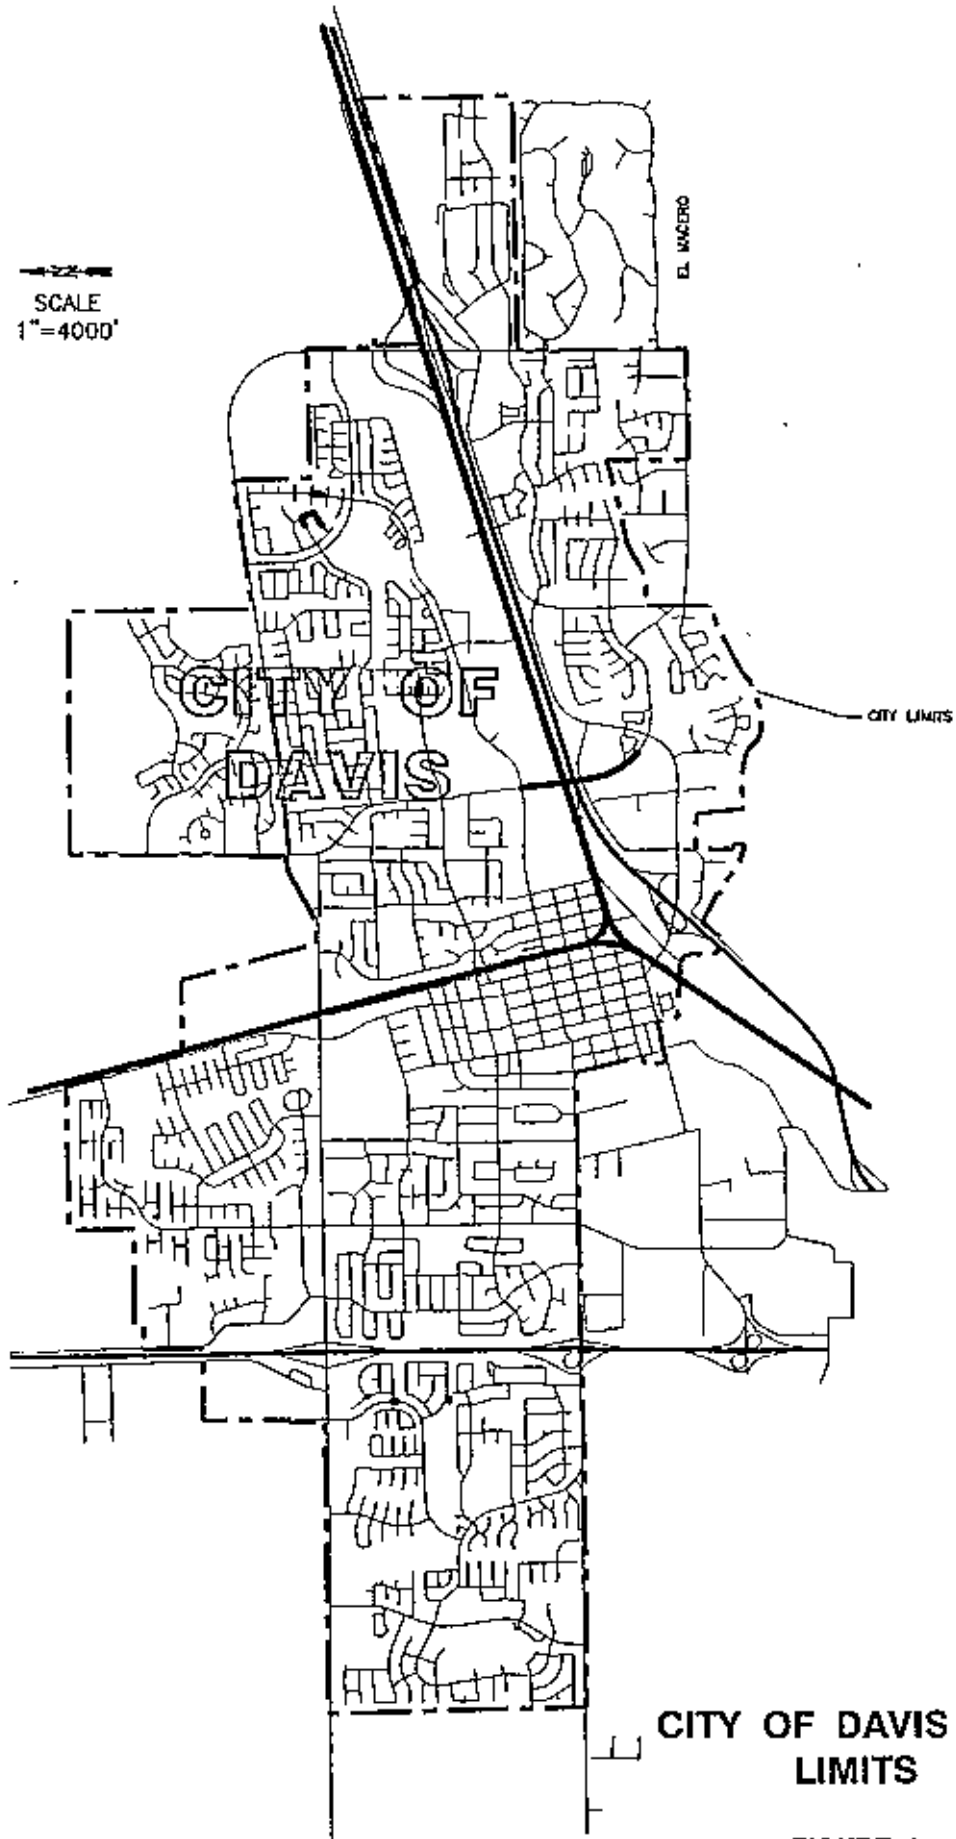 EL MACERO
SCALE
1"=4000'
CITY OF
DAVIS
CITY LIMITS
CITY OF DAVIS
LIMITS